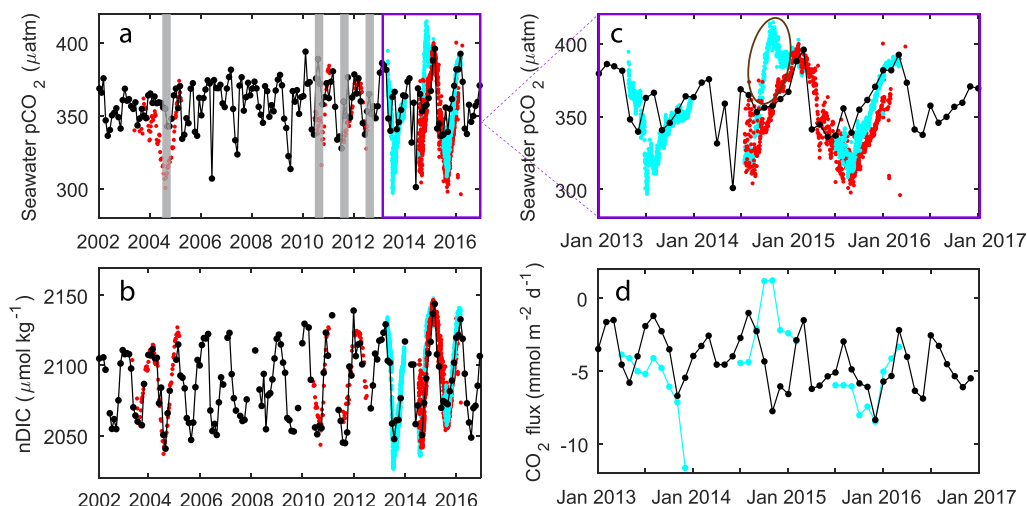 a
Seawater pCO2 (μatm)
400
350
300
2002 2004 2006 2008 2010 2012 2014 2016
c
Seawater pCO2 (μatm)
400
350
300
Jan 2013 Jan 2014 Jan 2015 Jan 2016 Jan 2017
b
nDIC (μmol kg-1)
2150
2100
2050
2002 2004 2006 2008 2010 2012 2014 2016
d
CO2 flux (mmol m-2 d-1)
0
-5
-10
Jan 2013 Jan 2014 Jan 2015 Jan 2016 Jan 2017